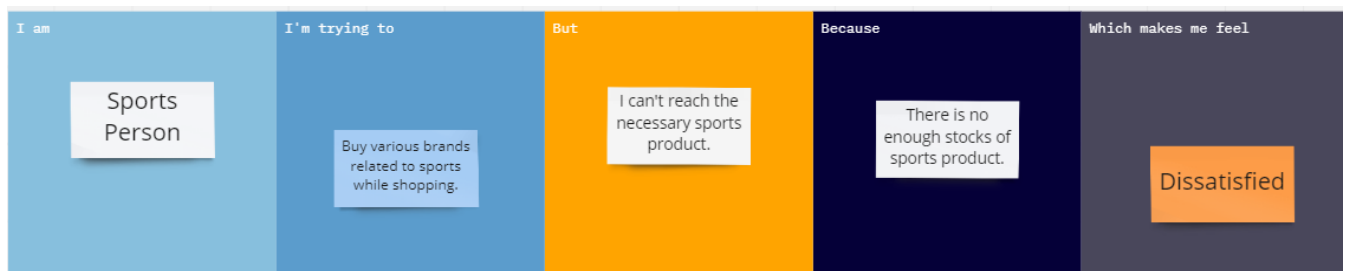 I am
Sports
Person
I'm trying to
Buy various brands
related to sports
while shopping.
But
I can't reach the
necessary sports
product.
Because
There is no
enough stocks of
sports product.
Which makes me feel
Dissatisfied